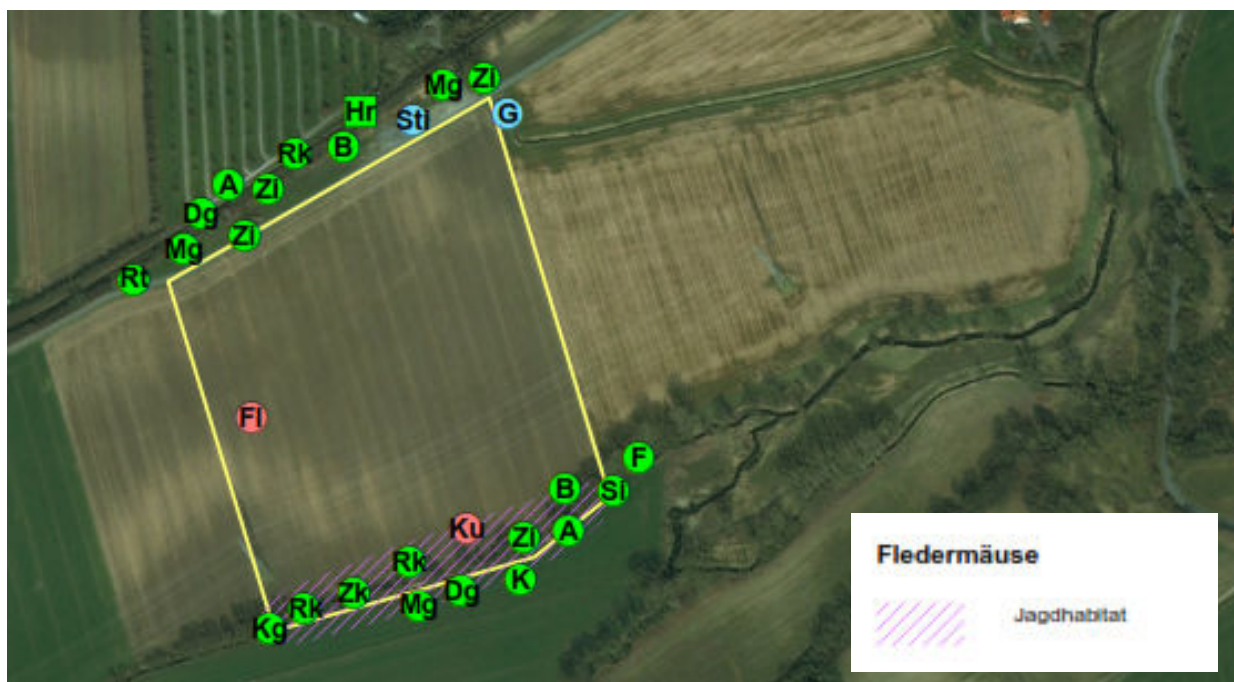 Zi
Mg
Hr
G
Sti
B
Rk
A
Zi
Dg
Zi
Mg
Rt
Fl
F
B
Si
Ku
A
Zi
Rk
K
Zk
Dg
Mg
Rk
Kg
Fledermäuse
Jagdhabitat